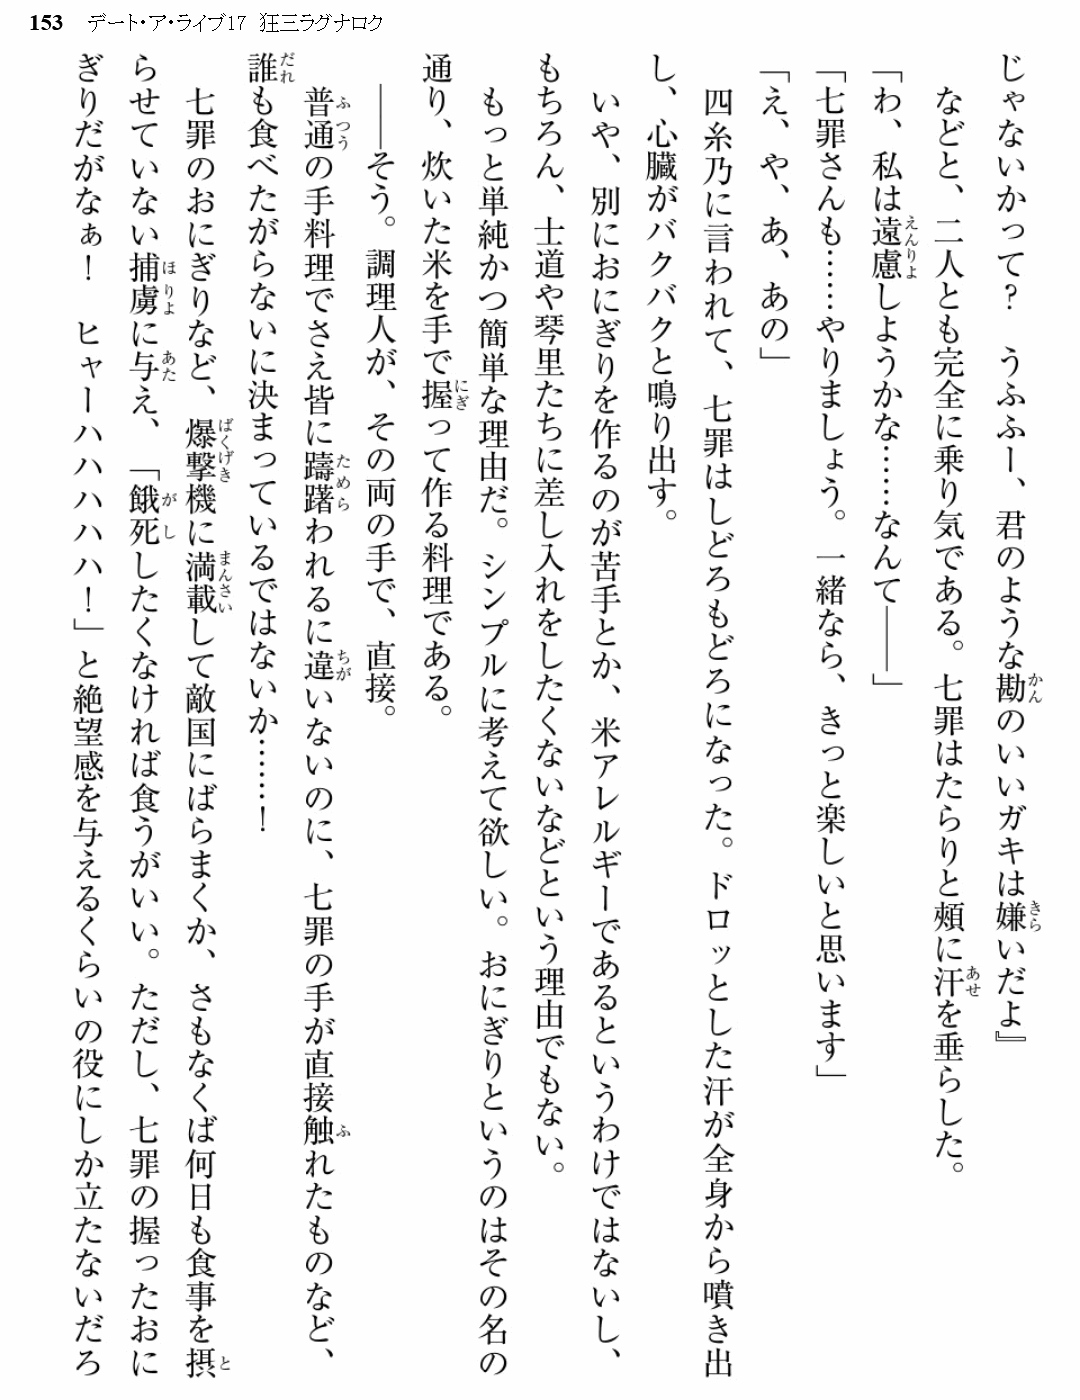 153 デート・ア・ライブ17 狂三ラグナロク
じゃないかって？　うふふー、君のような勘のいいガキは嫌いだよ』
などと、二人とも完全に乗り気である。七罪はたらりと頬に汗を垂らした。
「わ、私は遠慮しようかな……なんて――」
「七罪さんも……やりましょう。一緒なら、きっと楽しいと思います」
「え、や、あ、あの」
四糸乃に言われて、七罪はしどろもどろになった。ドロッとした汗が全身から噴き出
し、心臓がバクバクと鳴り出す。
いや、別におにぎりを作るのが苦手とか、米アレルギーであるというわけではないし、
もちろん、士道や琴里たちに差し入れをしたくないなどという理由でもない。
もっと単純かつ簡単な理由だ。シンプルに考えて欲しい。おにぎりというのはその名の
通り、炊いた米を手で握って作る料理である。
――そう。調理人が、その両の手で、直接。
普通の手料理でさえ皆に躊躇われるに違いないのに、七罪の手が直接触れたものなど、
誰も食べたがらないに決まっているではないか……！
七罪のおにぎりなど、爆撃機に満載して敵国にばらまくか、さもなくば何日も食事を摂
らせていない捕虜に与え、「餓死したくなければ食うがいい。ただし、七罪の握ったおに
ぎりだがなぁ！　ヒャーハハハハハ！」と絶望感を与えるくらいの役にしか立たないだろ